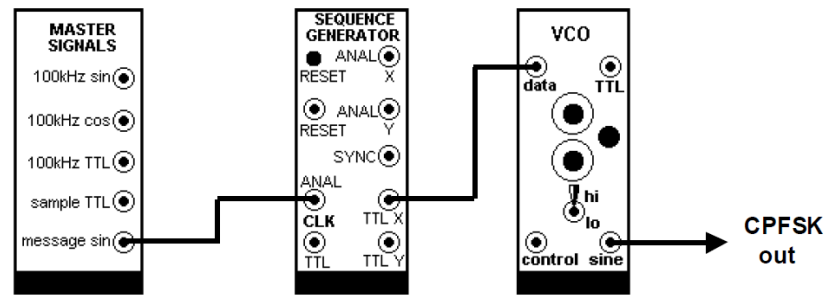 MASTER
SIGNALS
100kHz sin
100kHz cos
100kHz TTL
sample TTL
message sin
SEQUENCE
GENERATOR
ANAL
RESET X
ANAL
RESET Y
SYNC
ANAL
CLK TTL X
TTL TTL Y
VCO
data TTL
hi
lo
control sine
CPFSK
out